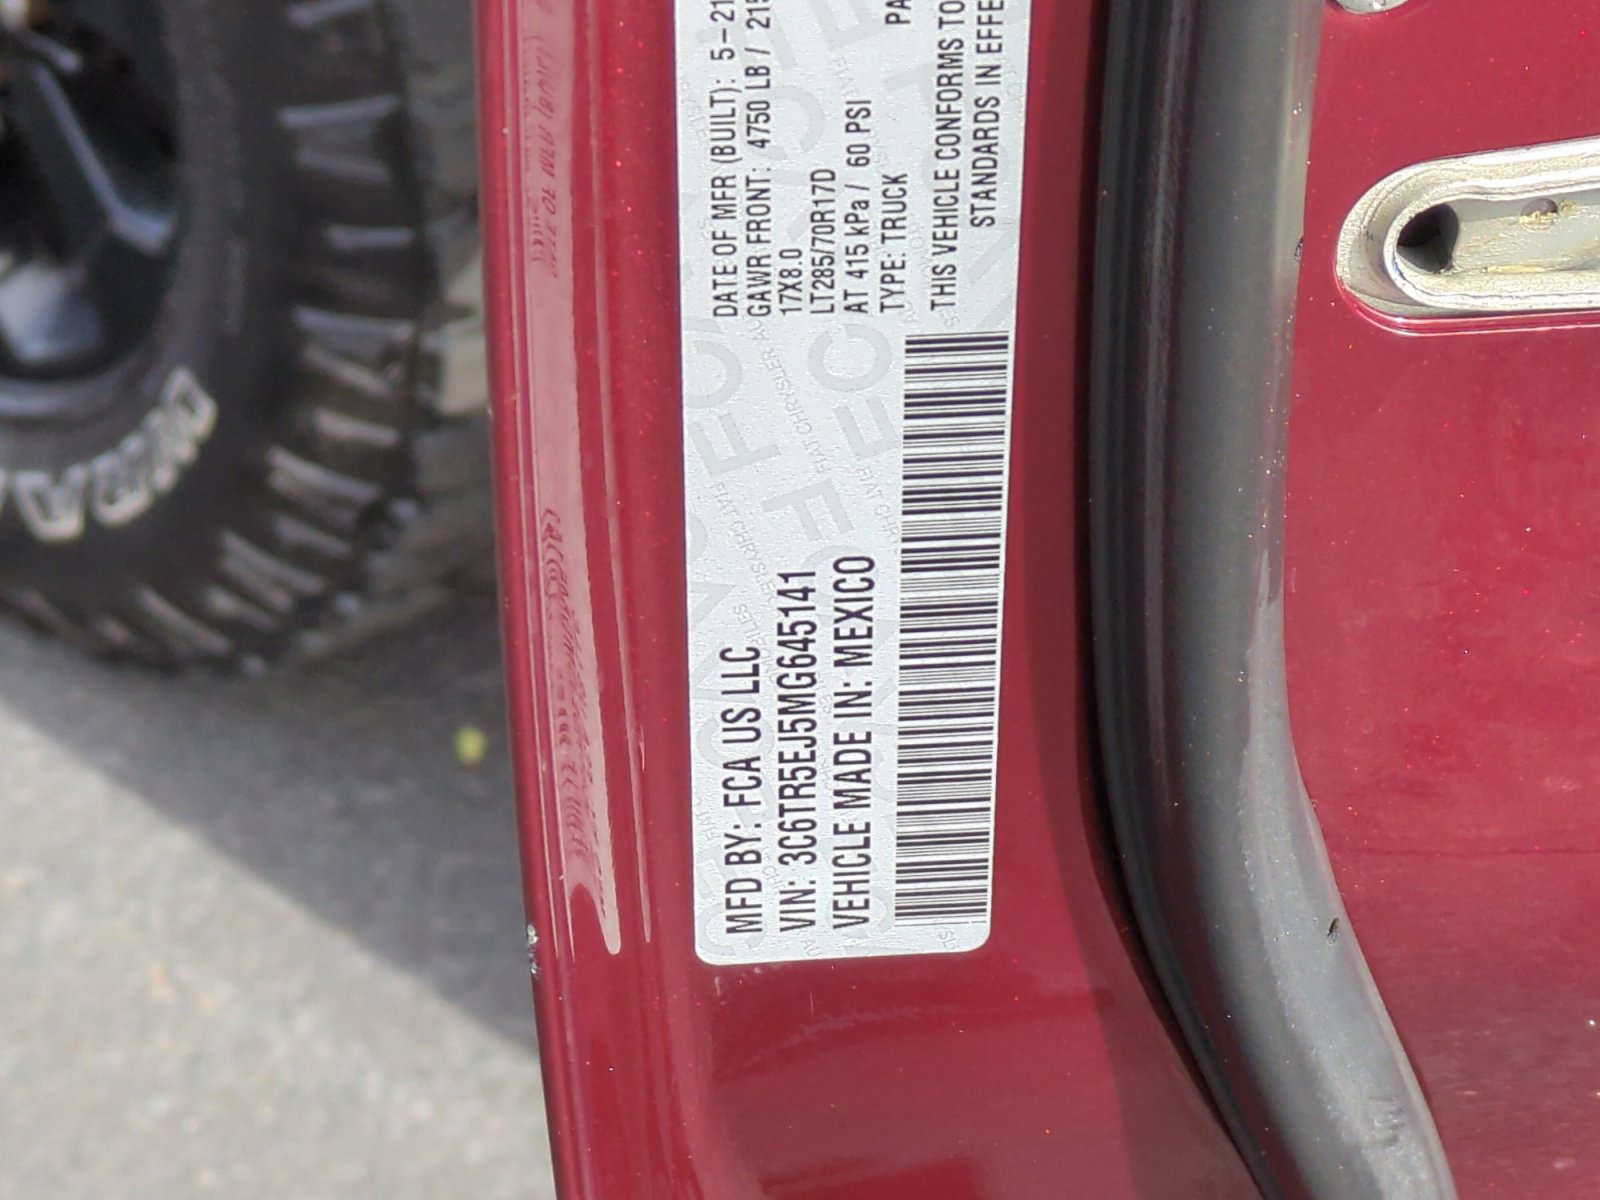 MFD BY: FCA US LLC
VIN: 3C6TR5EJ5MG645141
VEHICLE MADE IN: MEXICO
DATE OF MFR (BUILT): 5-21
GAWR FRONT: 4750 LB / 215
17X8.0
LT285/70R17D
AT 415 kPa / 60 PSI
TYPE: TRUCK PA
THIS VEHICLE CONFORMS TO
STANDARDS IN EFFE